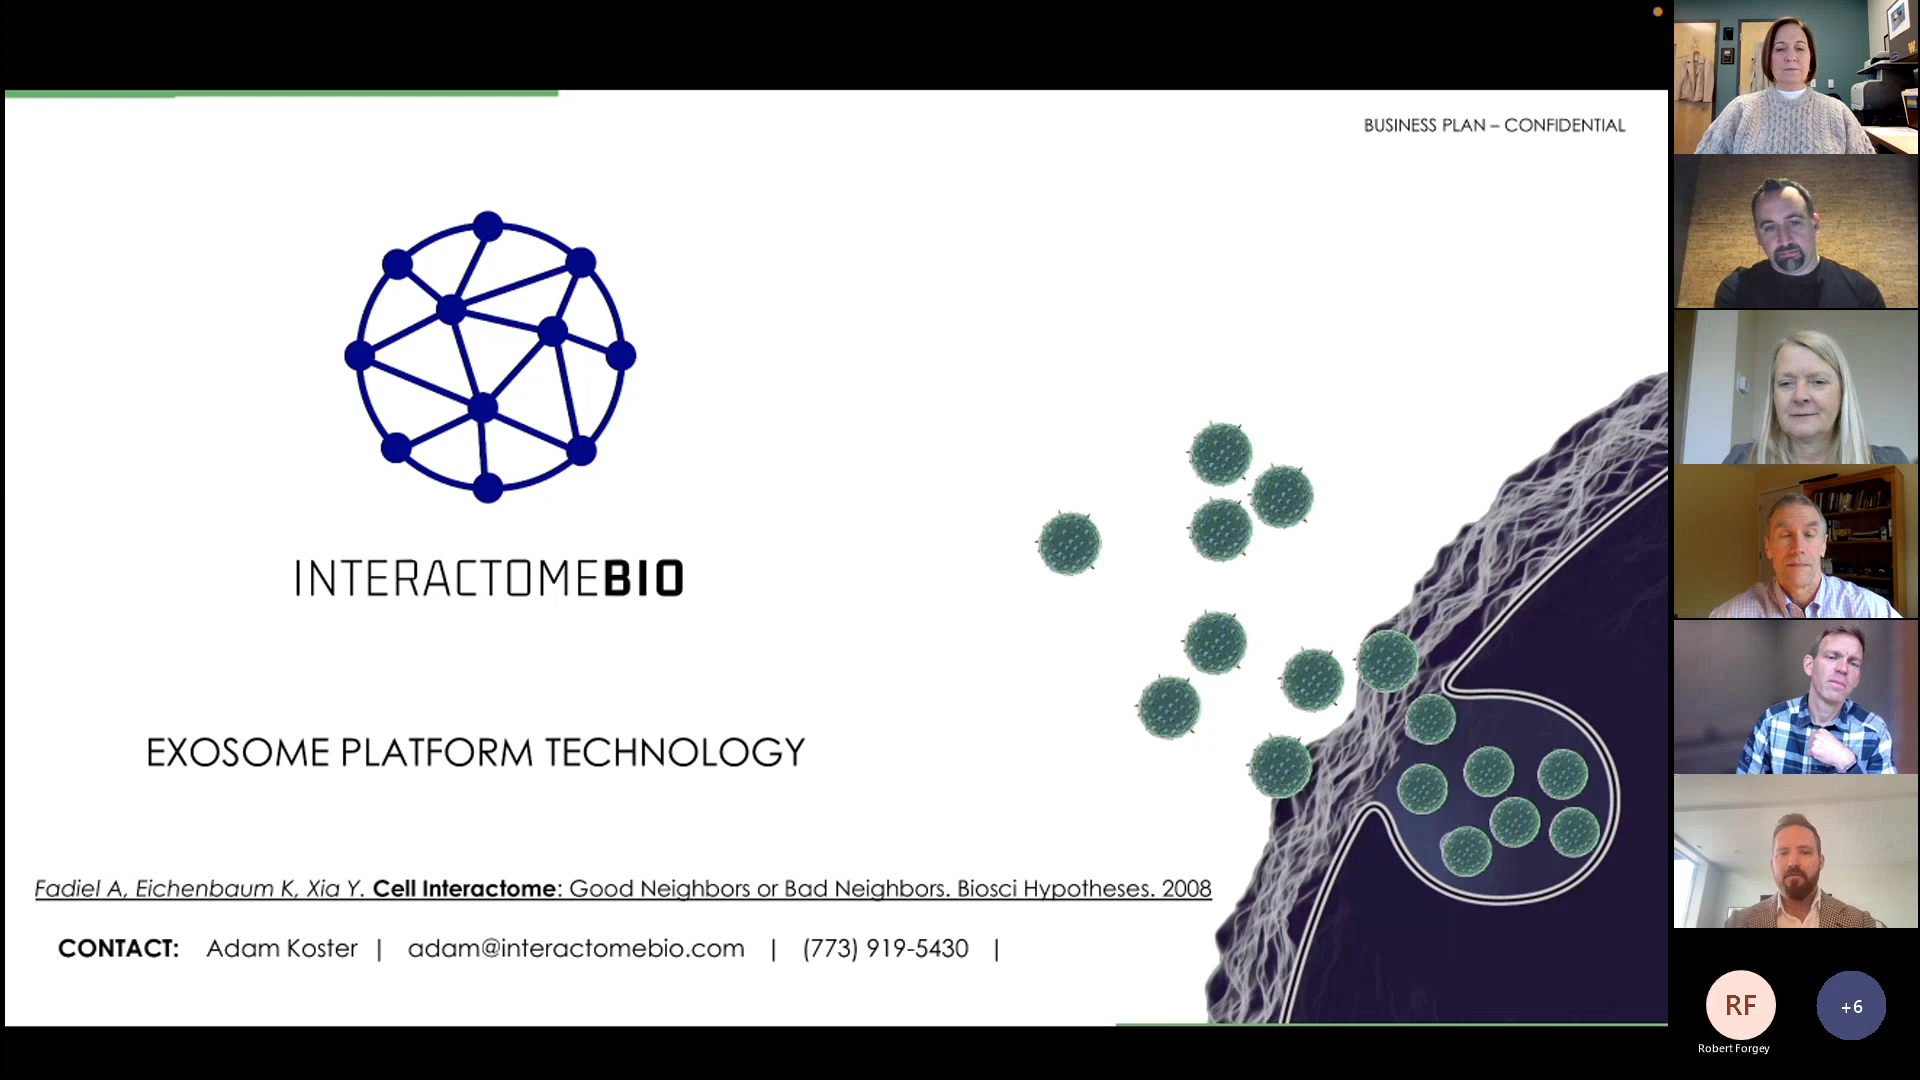 BUSINESS PLAN – CONFIDENTIAL
INTERACTOMEBIO
EXOSOME PLATFORM TECHNOLOGY
Fadiel A, Eichenbaum K, Xia Y. Cell Interactome: Good Neighbors or Bad Neighbors. Biosci Hypotheses. 2008
CONTACT: Adam Koster | adam@interactomebio.com | (773) 919-5430 |
W
RF
+6
Robert Forgey